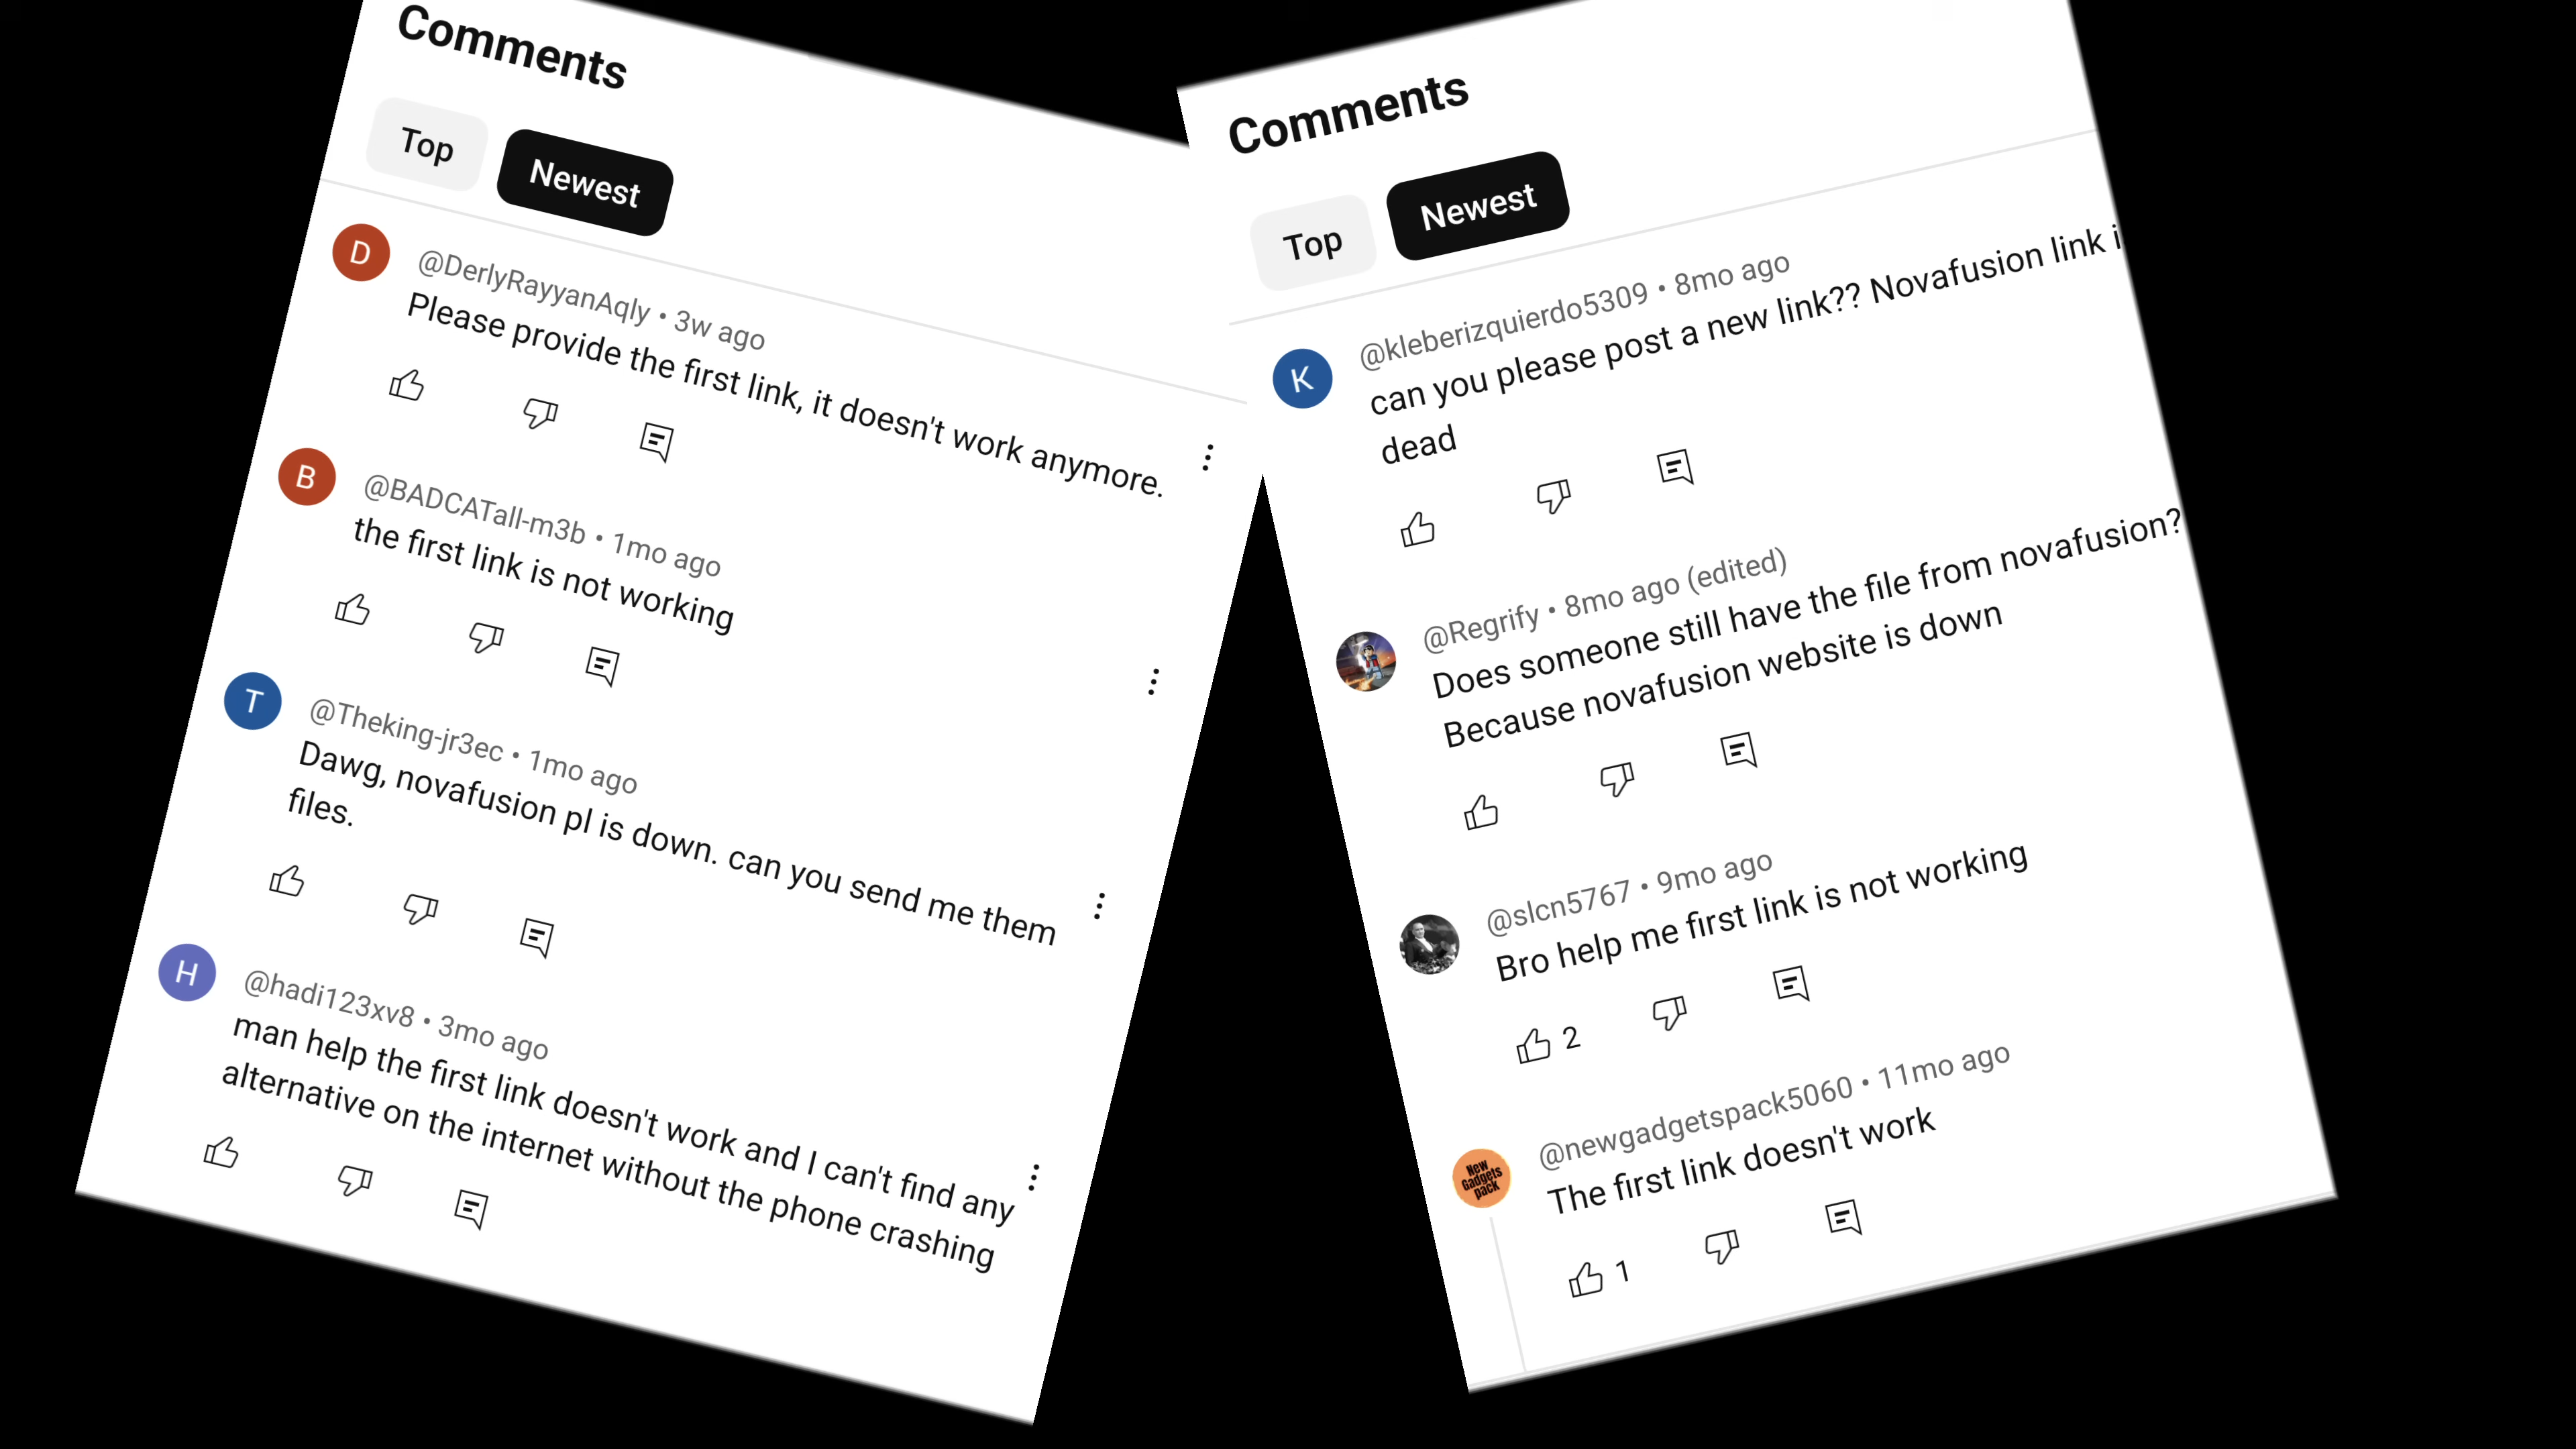 Comments
Top
Newest
D
@DerlyRayyanAqly • 3w ago
Please provide the first link, it doesn't work anymore.
B
@BADCATall-m3b • 1mo ago
the first link is not working
T
@Theking-jr3ec • 1mo ago
Dawg, novafusion pl is down. can you send me them
files.
H
@hadi123xv8 • 3mo ago
man help the first link doesn't work and I can't find any
alternative on the internet without the phone crashing
Comments
Top
Newest
K
@kleberizquierdo5309 • 8mo ago
can you please post a new link?? Novafusion link i
dead
@Regrify • 8mo ago (edited)
Does someone still have the file from novafusion?
Because novafusion website is down
@slcn5767 • 9mo ago
Bro help me first link is not working
2
New
Gadgets
pack
@newgadgetspack5060 • 11mo ago
The first link doesn't work
1